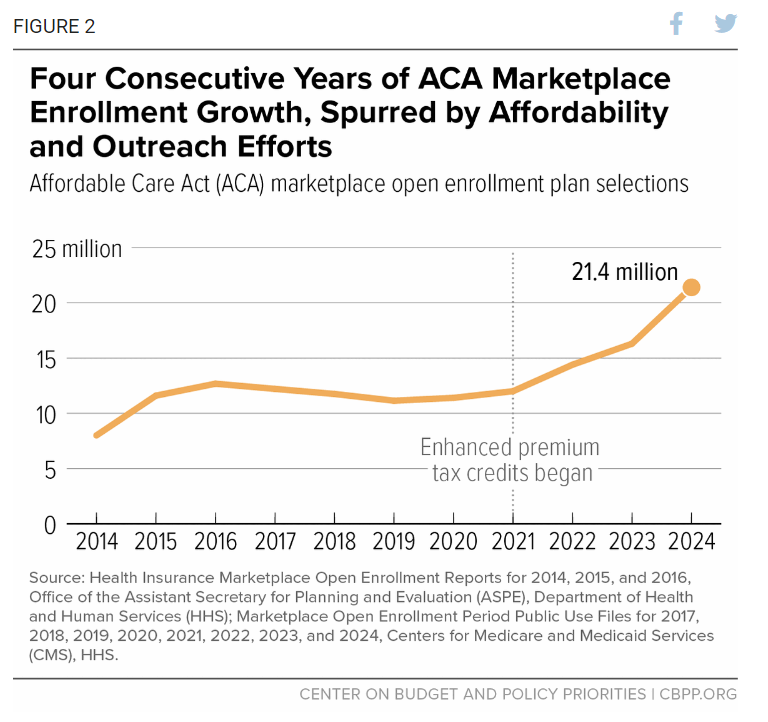 FIGURE 2
Four Consecutive Years of ACA Marketplace
Enrollment Growth, Spurred by Affordability
and Outreach Efforts
Affordable Care Act (ACA) marketplace open enrollment plan selections
25 million
21.4 million
20
15
10
Enhanced premium
tax credits began
5
0
2014 2015 2016 2017 2018 2019 2020 2021 2022 2023 2024
Source: Health Insurance Marketplace Open Enrollment Reports for 2014, 2015, and 2016,
Office of the Assistant Secretary for Planning and Evaluation (ASPE), Department of Health
and Human Services (HHS); Marketplace Open Enrollment Period Public Use Files for 2017,
2018, 2019, 2020, 2021, 2022, 2023, and 2024, Centers for Medicare and Medicaid Services
(CMS), HHS.
CENTER ON BUDGET AND POLICY PRIORITIES | CBPP.ORG